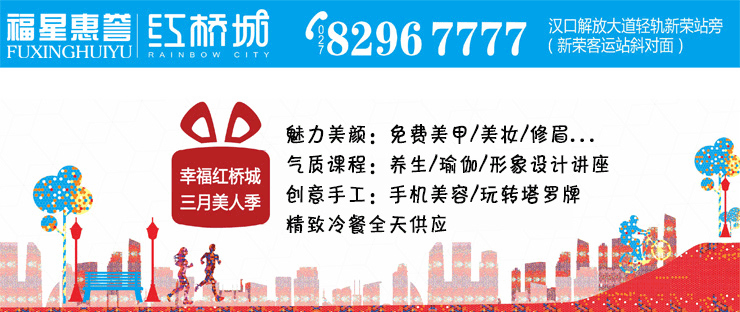 福星惠誉
FUXINGHUIYU
红桥城
RAINBOW CITY
027
8296 7777
汉口解放大道轻轨新荣站旁
（新荣客运站斜对面）
幸福红桥城
三月美人季
魅力美颜：免费美甲/美妆/修眉...
气质课程：养生/瑜伽/形象设计讲座
创意手工：手机美容/玩转塔罗牌
精致冷餐全天供应